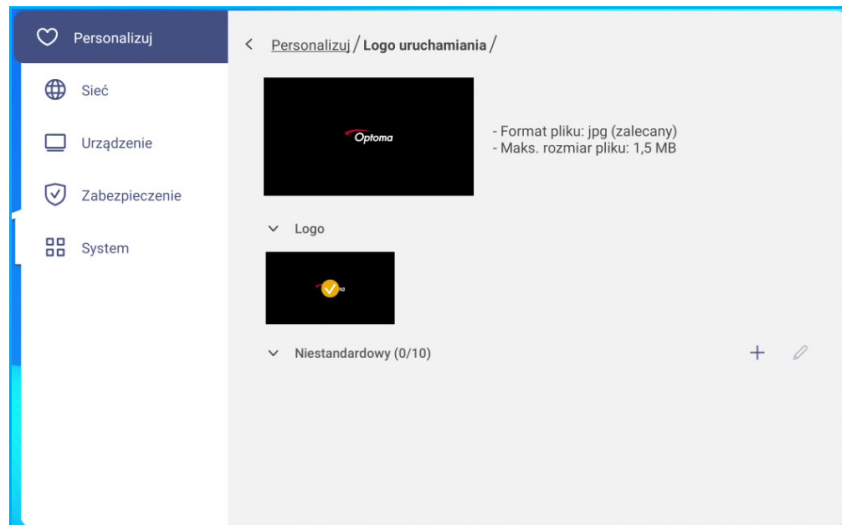 Personalizuj
Sieć
Urządzenie
Zabezpieczenie
System
< Personalizuj / Logo uruchamiania /
Optoma
- Format pliku: jpg (zalecany)
- Maks. rozmiar pliku: 1,5 MB
Logo
Niestandardowy (0/10)